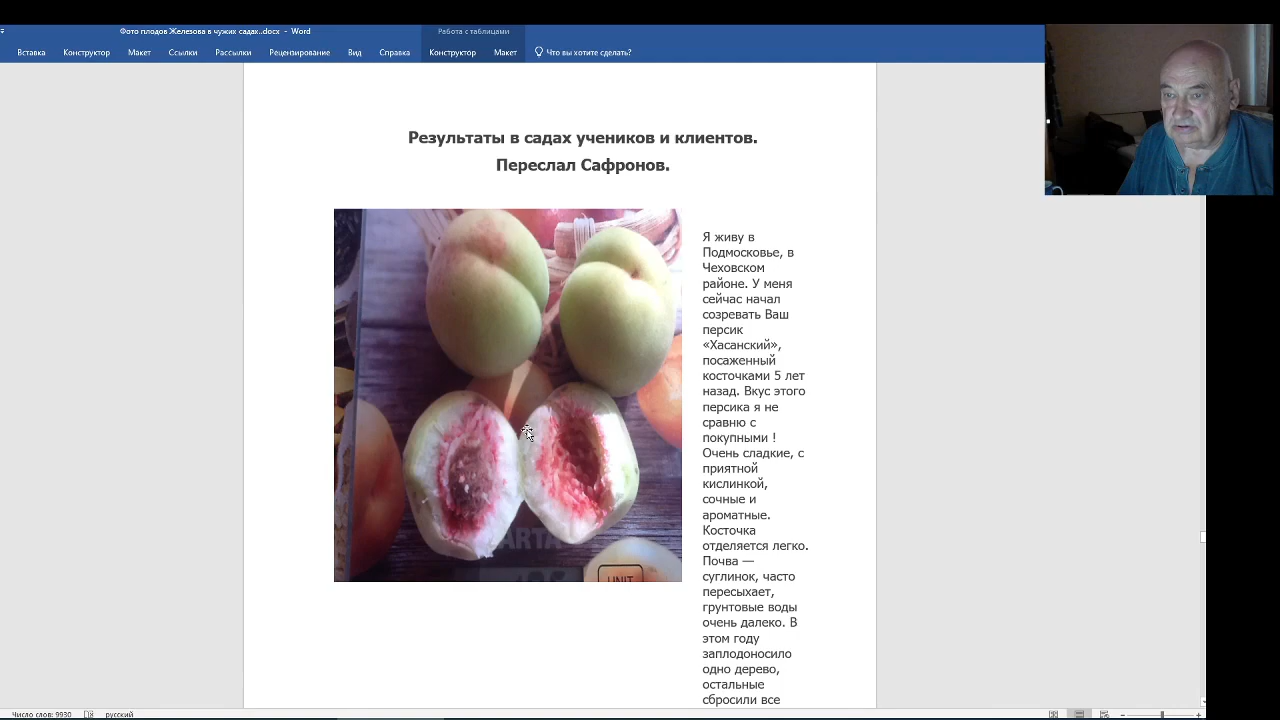 Фото плодов Железова в чужих садах..docx - Word
Работа с таблицами
Вставка
Конструктор
Макет
Ссылки
Рассылки
Рецензирование
Вид
Справка
Конструктор
Макет
Что вы хотите сделать?
Результаты в садах учеников и клиентов.
Переслал Сафронов.
Я живу в
Подмосковье, в
Чеховском
районе. У меня
сейчас начал
созревать Ваш
персик
«Хасанский»,
посаженный
косточками 5 лет
назад. Вкус этого
персика я не
сравню с
покупными !
Очень сладкие, с
приятной
кислинкой,
сочные и
ароматные.
Косточка
отделяется легко.
Почва —
суглинок, часто
пересыхает,
грунтовые воды
очень далеко. В
этом году
заплодоносило
одно дерево,
остальные
сбросили все
UNIT
Число слов: 9930
русский